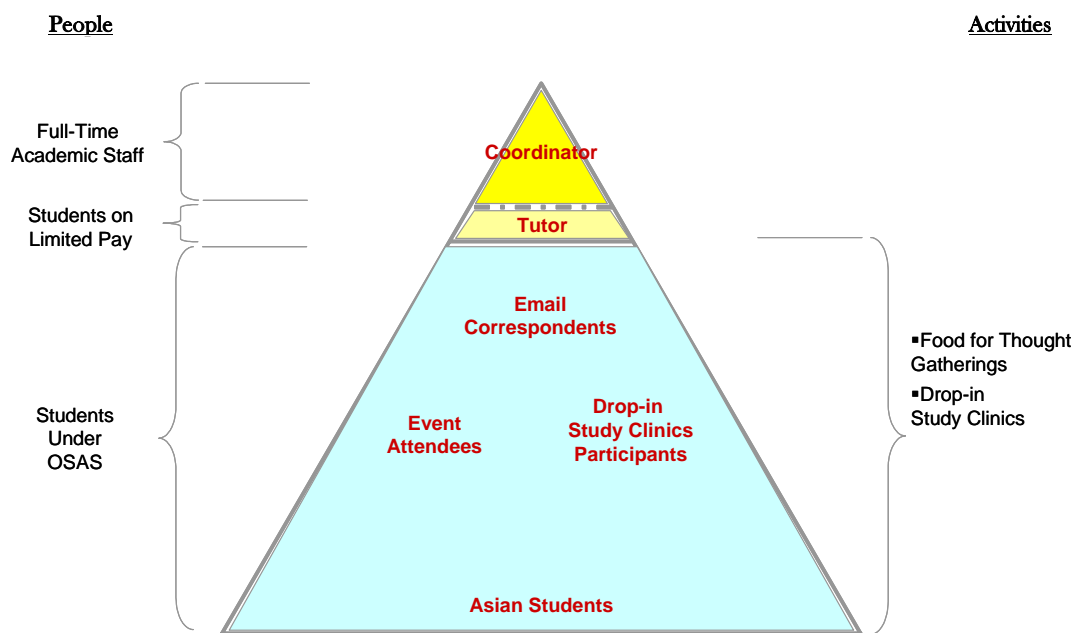 People
Activities
Full-Time
Academic Staff
Coordinator
Students on
Limited Pay
Tutor
Email
Correspondents
▪Food for Thought
Gatherings
▪Drop-in
Study Clinics
Students
Under
OSAS
Event
Attendees
Drop-in
Study Clinics
Participants
Asian Students